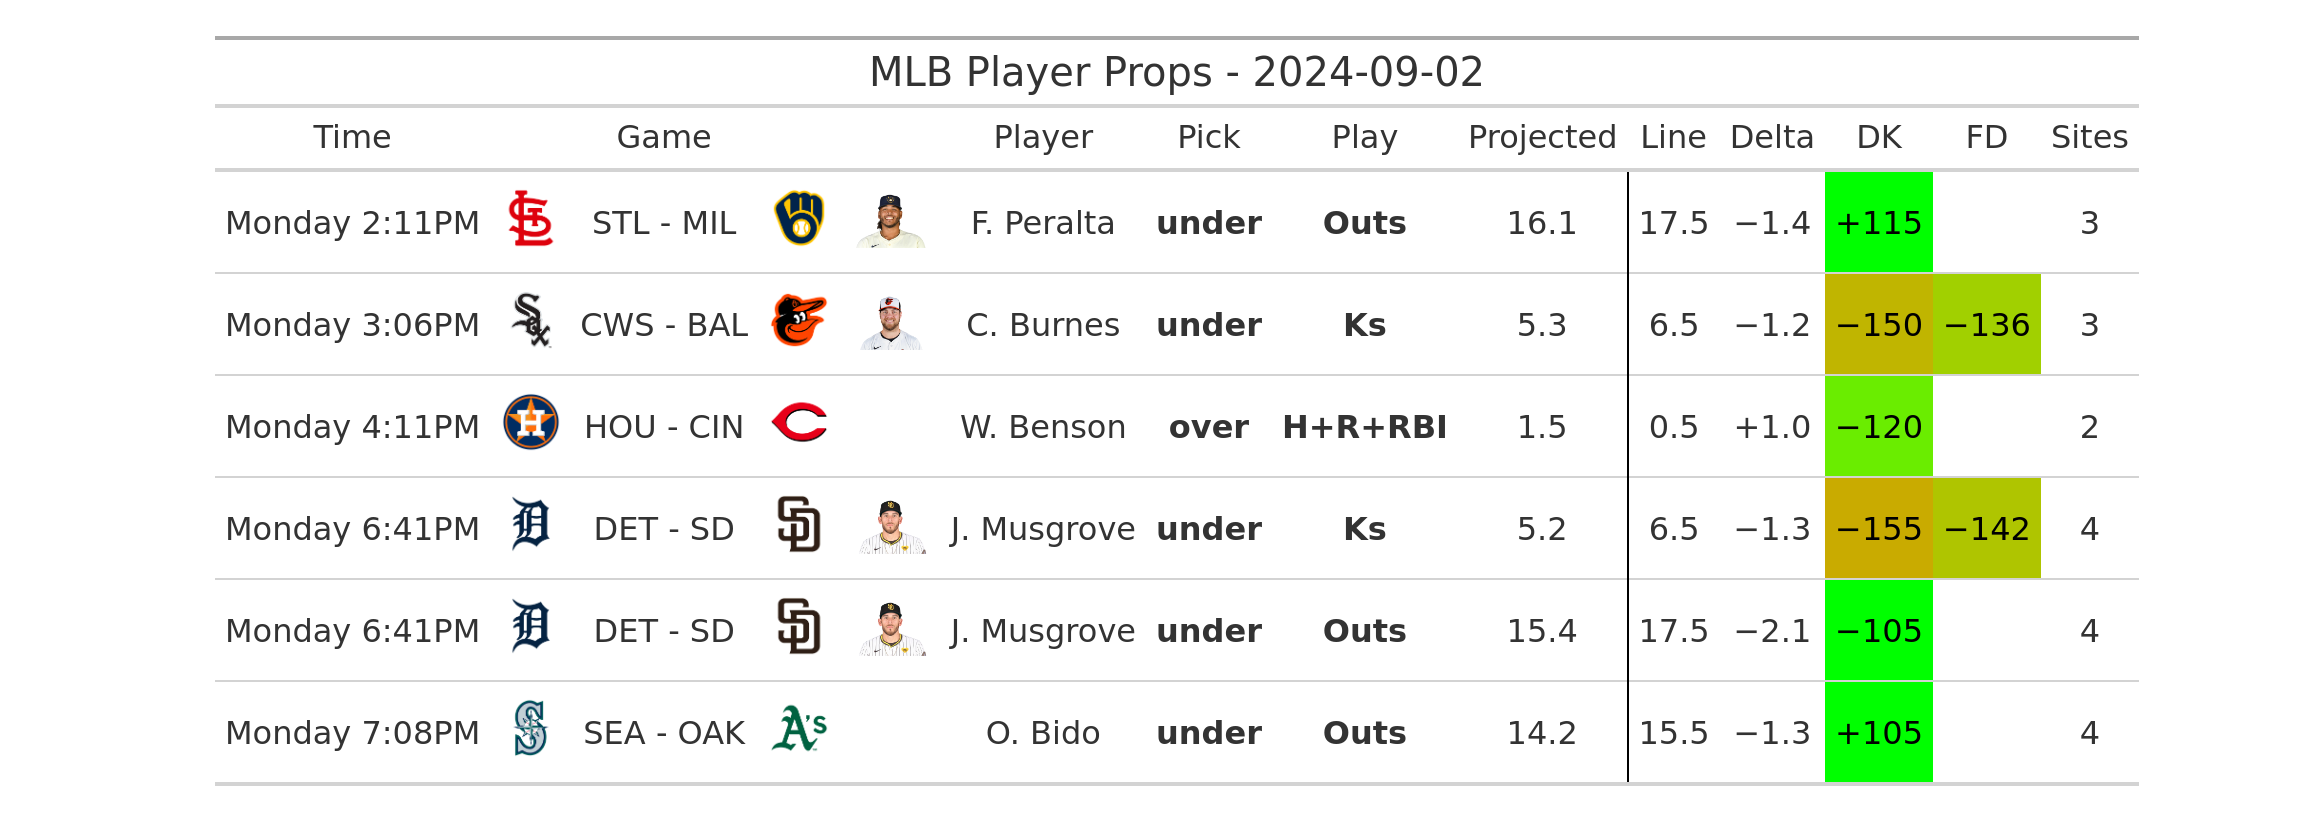 MLB Player Props - 2024-09-02
Time Game Player Pick Play Projected Line Delta DK FD Sites
Monday 2:11PM STL - MIL F. Peralta under Outs 16.1 17.5 −1.4 +115 3
Monday 3:06PM CWS - BAL C. Burnes under Ks 5.3 6.5 −1.2 −150 −136 3
Monday 4:11PM HOU - CIN W. Benson over H+R+RBI 1.5 0.5 +1.0 −120 2
Monday 6:41PM DET - SD J. Musgrove under Ks 5.2 6.5 −1.3 −155 −142 4
Monday 6:41PM DET - SD J. Musgrove under Outs 15.4 17.5 −2.1 −105 4
Monday 7:08PM SEA - OAK A's O. Bido under Outs 14.2 15.5 −1.3 +105 4